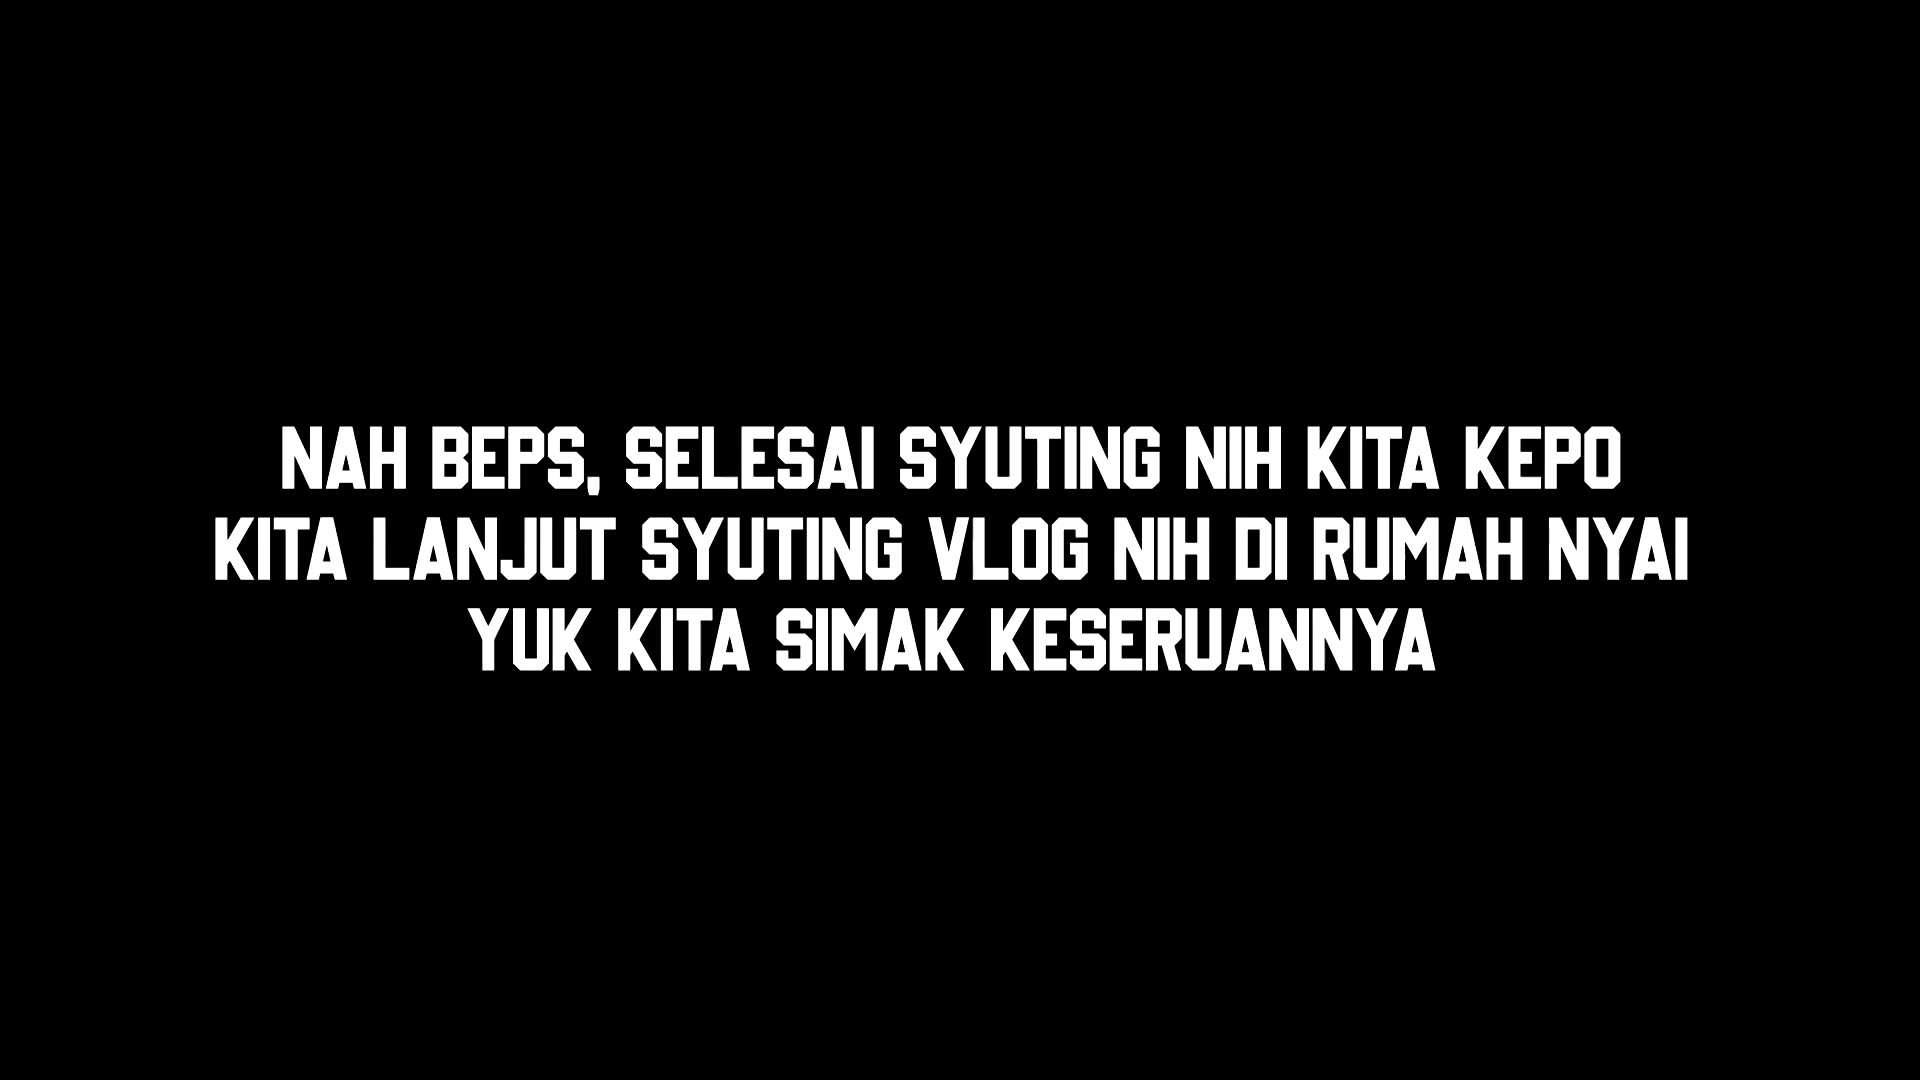 NAH BEPS, SELESAI SYUTING NIH KITA KEPO
KITA LANJUT SYUTING VLOG NIH DI RUMAH NYAI
YUK KITA SIMAK KESERUANNYA